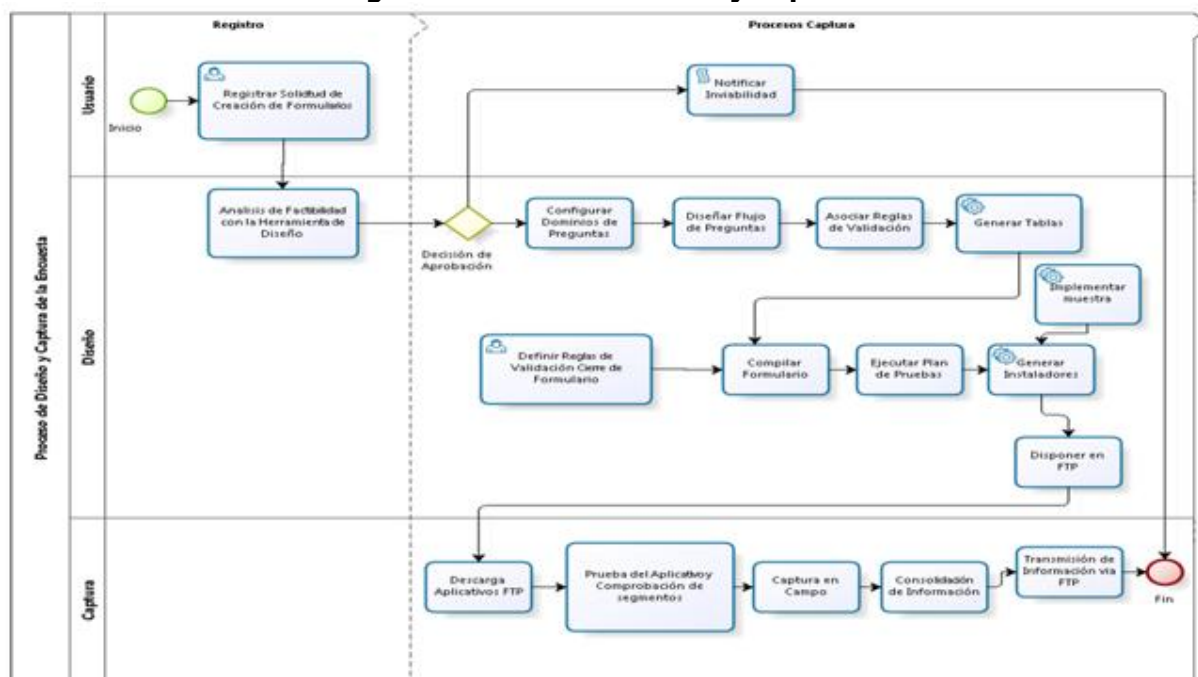 Registro
Procesos Captura
Proceso de Diseño y Captura de la Encuesta
Usuario
Inicio
Registrar Solicitud de
Creación de Formularios
Notificar
Inviabilidad
Diseño
Analisis de Factibilidad
con la Herramienta de
Diseño
Decisión de
Aprobación
Configurar
Dominios de
Preguntas
Diseñar Flujo
de Preguntas
Asociar Reglas
de Validación
Generar Tablas
Implementar
muestra
Definir Reglas de
Validación Cierre de
Formulario
Compilar
Formulario
Ejecutar Plan
de Pruebas
Generar
Instaladores
Disponer en
FTP
Captura
Descarga
Aplicativos FTP
Prueba del Aplicativo y
Comprobación de
segmentos
Captura en
Campo
Consolidación
de Información
Transmisión de
Información via
FTP
Fin